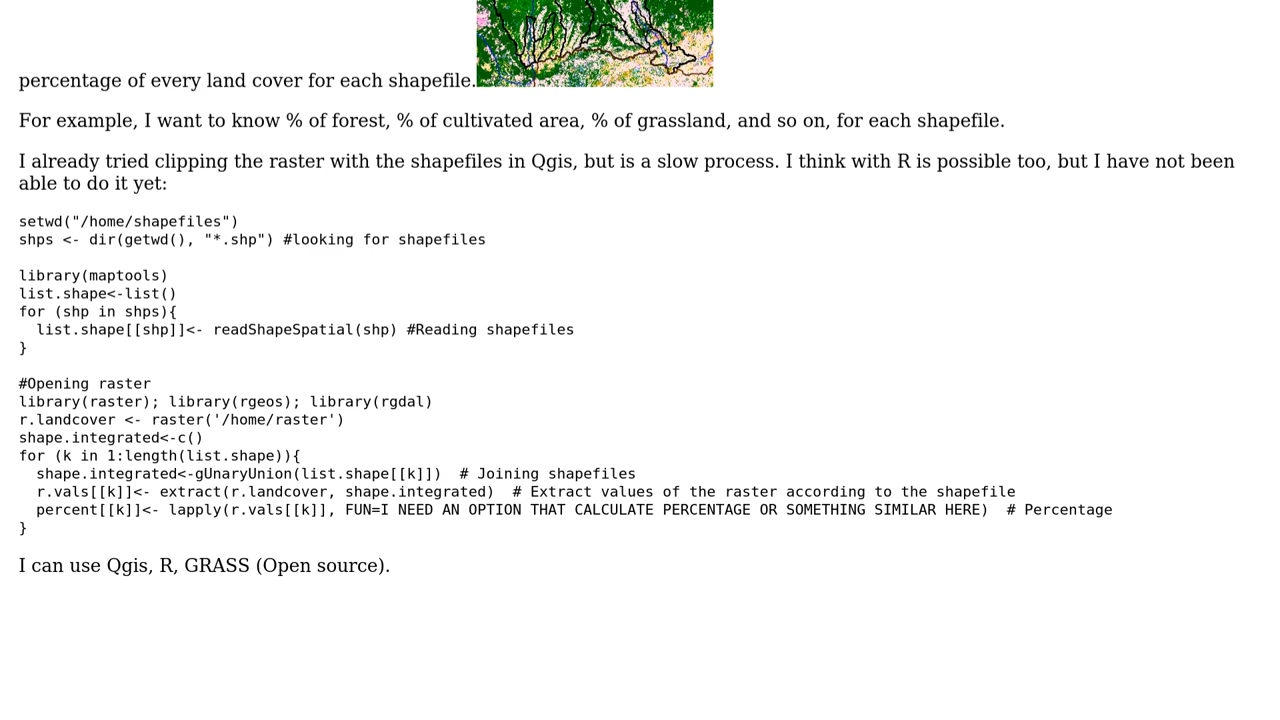 percentage of every land cover for each shapefile.
For example, I want to know % of forest, % of cultivated area, % of grassland, and so on, for each shapefile.
I already tried clipping the raster with the shapefiles in Qgis, but is a slow process. I think with R is possible too, but I have not been
able to do it yet:
setwd("/home/shapefiles")
shps <- dir(getwd(), "*.shp") #looking for shapefiles
library(maptools)
list.shape<-list()
for (shp in shps){
  list.shape[[shp]]<- readShapeSpatial(shp) #Reading shapefiles
}
#Opening raster
library(raster); library(rgeos); library(rgdal)
r.landcover <- raster('/home/raster')
shape.integrated<-c()
for (k in 1:length(list.shape)){
  shape.integrated<-gUnaryUnion(list.shape[[k]])  # Joining shapefiles
  r.vals[[k]]<- extract(r.landcover, shape.integrated)  # Extract values of the raster according to the shapefile
  percent[[k]]<- lapply(r.vals[[k]], FUN=I NEED AN OPTION THAT CALCULATE PERCENTAGE OR SOMETHING SIMILAR HERE)  # Percentage
}
I can use Qgis, R, GRASS (Open source).